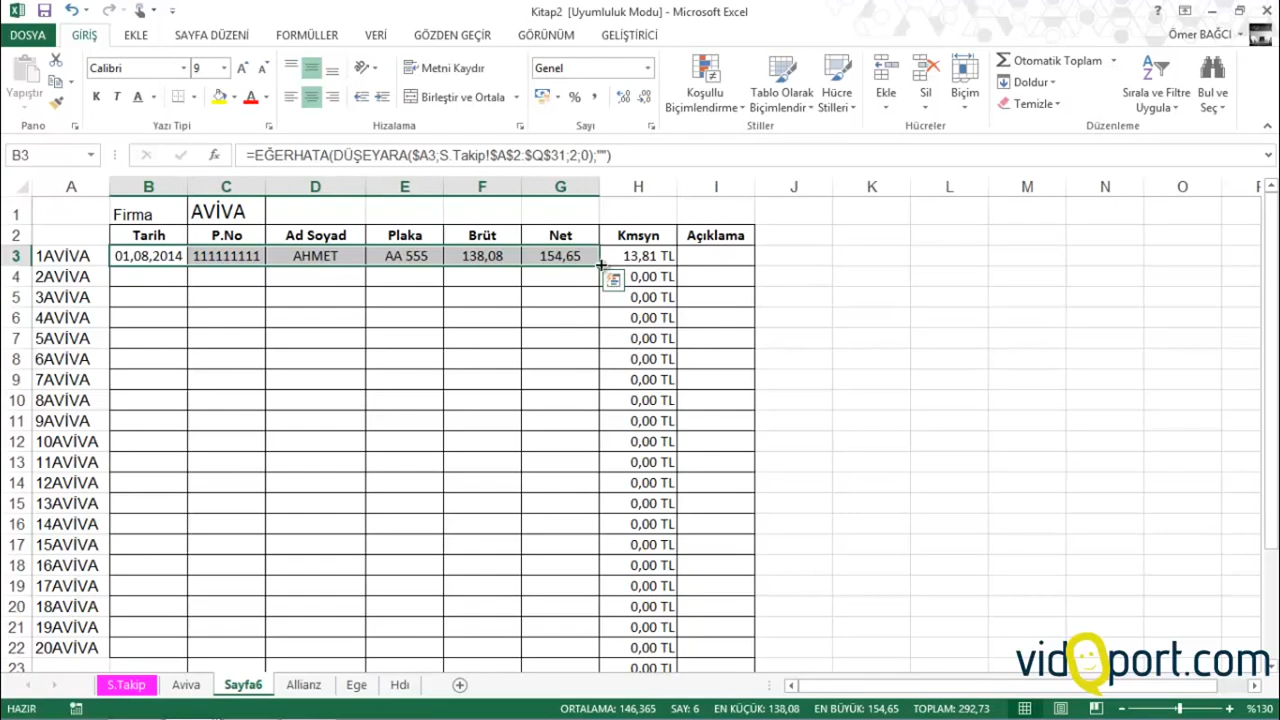 Kitap2 [Uyumluluk Modu] - Microsoft Excel
DOSYA GİRİŞ EKLE SAYFA DÜZENİ FORMÜLLER VERİ GÖZDEN GEÇİR GÖRÜNÜM GELİŞTİRİCİ Ömer BAĞCI
Yapıştır
Calibri 9
K T A
Metni Kaydır
Birleştir ve Ortala
Genel
Koşullu Biçimlendirme
Tablo Olarak Biçimlendir
Hücre Stilleri
Ekle Sil Biçim
Otomatik Toplam
Doldur
Temizle
Sırala ve Filtre Uygula
Bul ve Seç
Pano Yazı Tipi Hizalama Sayı Stiller Hücreler Düzenleme
B3 =EĞERHATA(DÜŞEYARA($A3;S.Takip!$A$2:$Q$31;2;0);"")
A B C D E F G H I J K L M N O
1 Firma AVİVA
2 Tarih P.No Ad Soyad Plaka Brüt Net Kmsyn Açıklama
3 1AVİVA 01,08,2014 111111111 AHMET AA 555 138,08 154,65 13,81 TL
4 2AVİVA 0,00 TL
5 3AVİVA 0,00 TL
6 4AVİVA 0,00 TL
7 5AVİVA 0,00 TL
8 6AVİVA 0,00 TL
9 7AVİVA 0,00 TL
10 8AVİVA 0,00 TL
11 9AVİVA 0,00 TL
12 10AVİVA 0,00 TL
13 11AVİVA 0,00 TL
14 12AVİVA 0,00 TL
15 13AVİVA 0,00 TL
16 14AVİVA 0,00 TL
17 15AVİVA 0,00 TL
18 16AVİVA 0,00 TL
19 17AVİVA 0,00 TL
20 18AVİVA 0,00 TL
21 19AVİVA 0,00 TL
22 20AVİVA 0,00 TL
23 0,00 TL
vidoport.com
S.Takip Aviva Sayfa6 Allianz Ege Hdı
HAZIR ORTALAMA: 146,365 SAY: 6 EN KÜÇÜK: 138,08 EN BÜYÜK: 154,65 TOPLAM: 292,73 %130